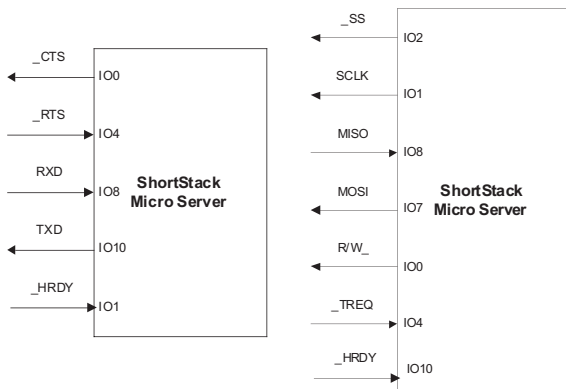 _CTS
IO0
_RTS
IO4
RXD
IO8
ShortStack
Micro Server
TXD
IO10
_HRDY
IO1
_SS
IO2
SCLK
IO1
MISO
IO8
MOSI
IO7
ShortStack
Micro Server
R/W_
IO0
_TREQ
IO4
_HRDY
IO10